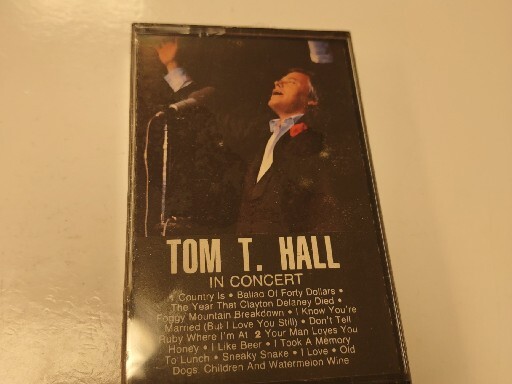 TOM T. HALL
IN CONCERT
• Country Is • Ballad Of Forty Dollars •
The Year That Clayton Delaney Died •
Foggy Mountain Breakdown • I Know You're
Married (But I Love You Still) • Don't Tell
Ruby Where I'm At • Your Man Loves You
Honey • I Like Beer • I Took A Memory
To Lunch • Sneaky Snake • I Love • Old
Dogs, Children And Watermelon Wine